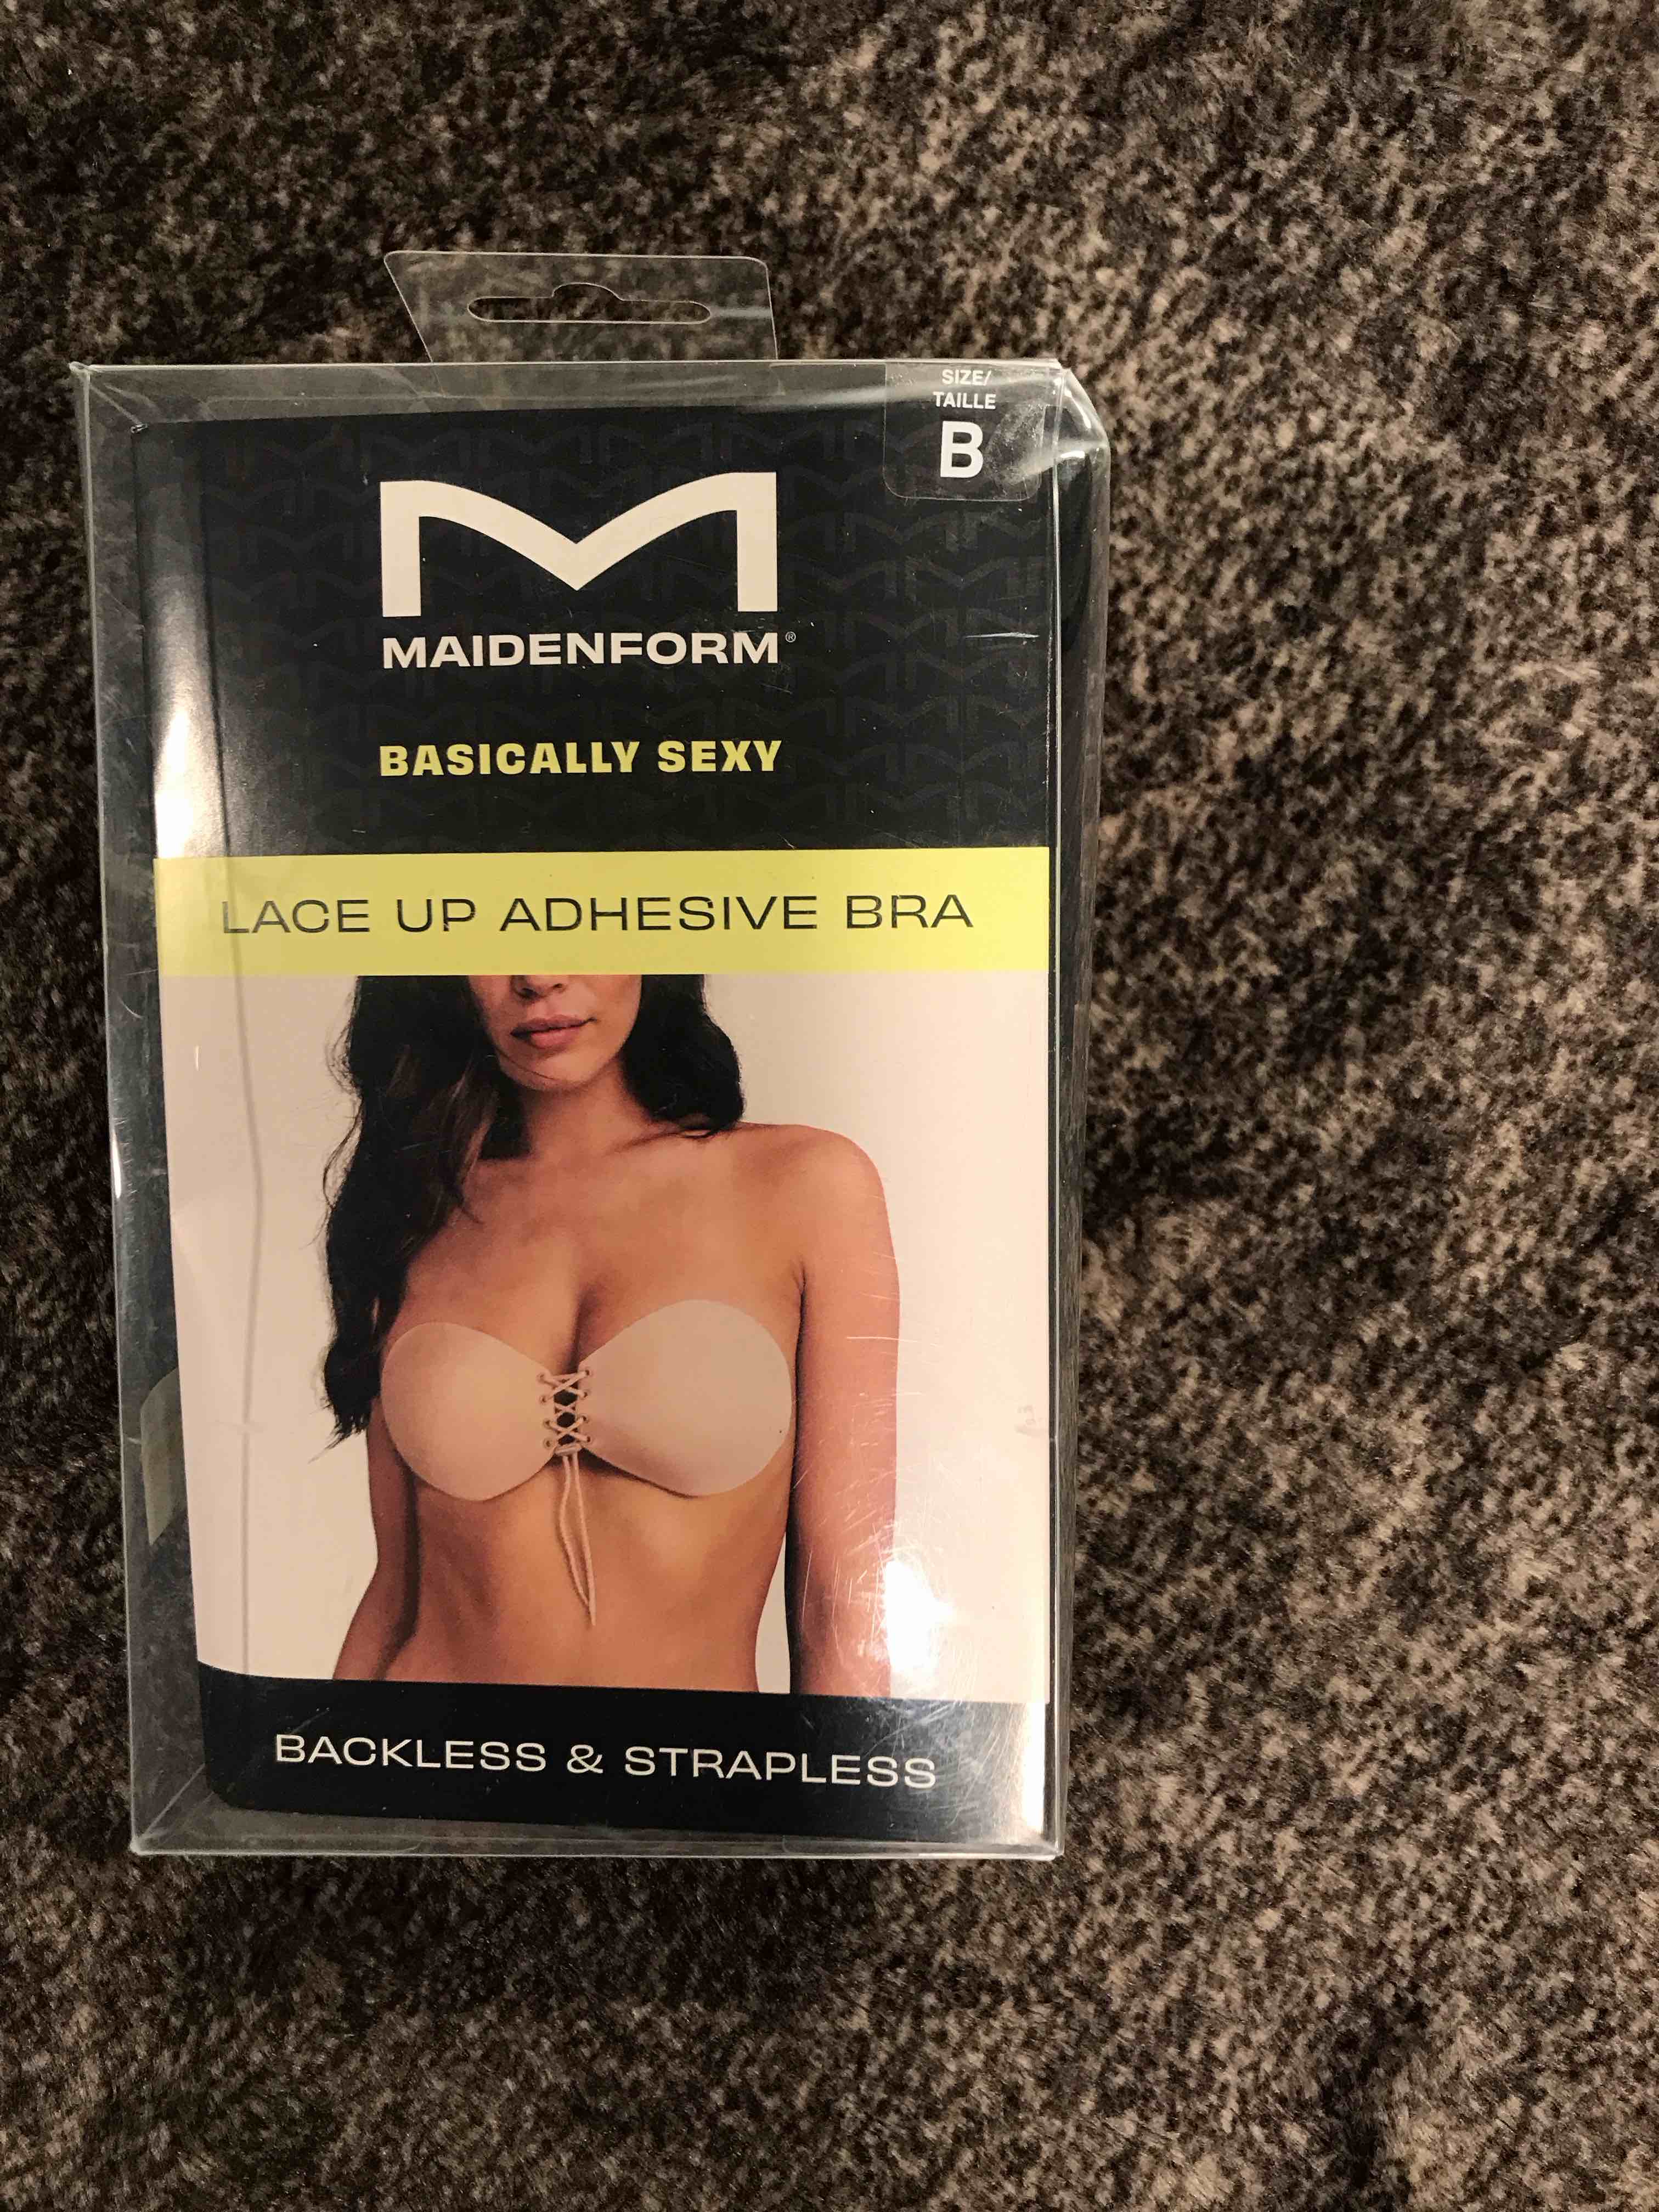 SIZE/
TAILLE
B
MAIDENFORM®
BASICALLY SEXY
LACE UP ADHESIVE BRA
BACKLESS & STRAPLESS